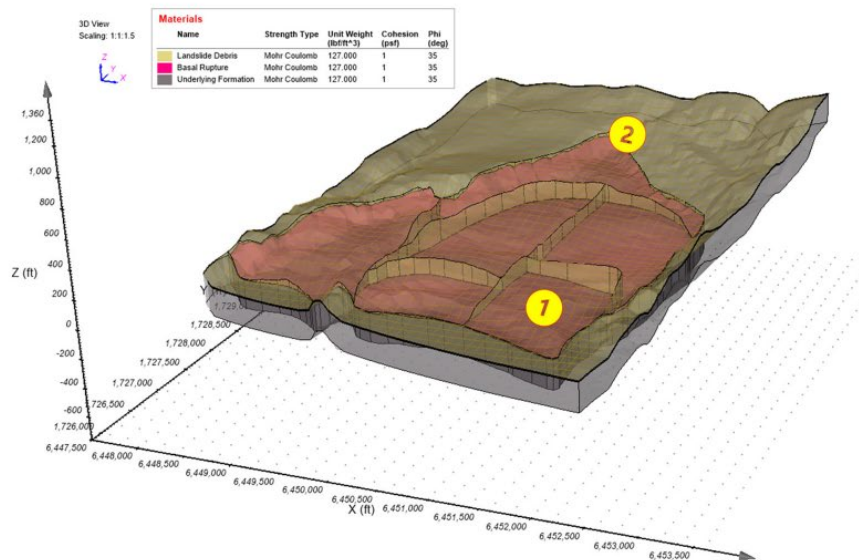 3D View
Scaling: 1:1:1.5
Z
Y
X
Materials
Name Strength Type Unit Weight (lbf/ft^3) Cohesion (psf) Phi (deg)
Landslide Debris Mohr Coulomb 127.000 1 35
Basal Rupture Mohr Coulomb 127.000 1 35
Underlying Formation Mohr Coulomb 127.000 1 35
2
1
1,360
1,200
1,000
800
600
400
200
0
-200
-400
-600
Z (ft)
1,728,500
1,728,000
1,727,500
1,727,000
1,726,500
1,726,000
6,447,500
6,448,000
6,448,500
6,449,000
6,449,500
6,450,000
6,450,500
6,451,000
6,451,500
6,452,000
6,452,500
6,453,000
6,453,500
X (ft)